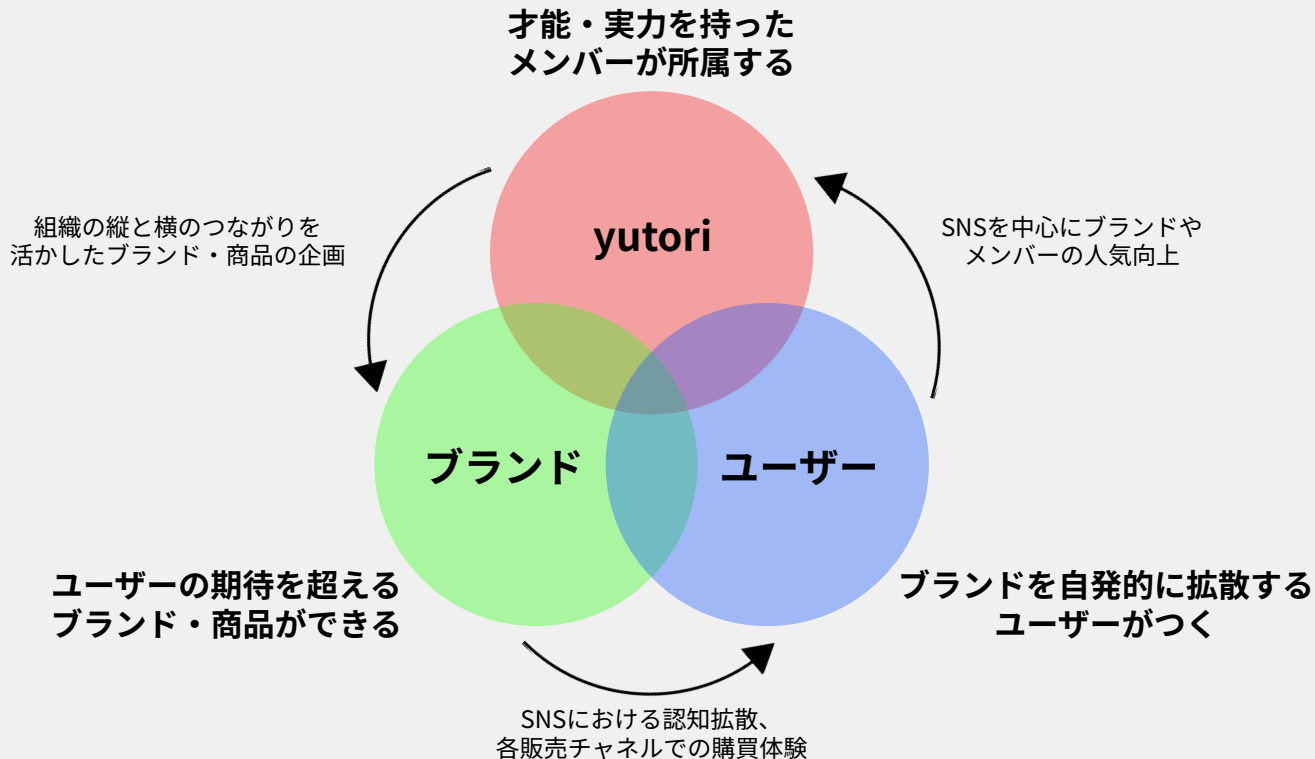 才能・実力を持った
メンバーが所属する
組織の縦と横のつながりを
活かしたブランド・商品の企画
yutori
SNSを中心にブランドや
メンバーの人気向上
ブランド
ユーザー
ユーザーの期待を超える
ブランド・商品ができる
ブランドを自発的に拡散する
ユーザーがつく
SNSにおける認知拡散、
各販売チャネルでの購買体験